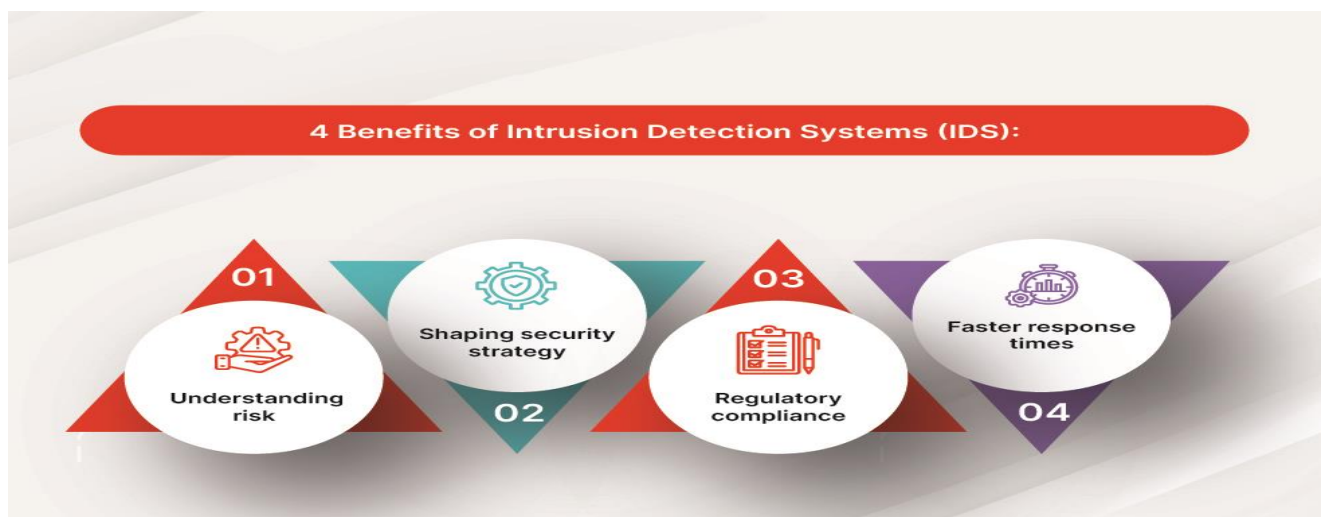 4 Benefits of Intrusion Detection Systems (IDS):
01
Understanding
risk
Shaping security
strategy
02
03
Regulatory
compliance
Faster response
times
04